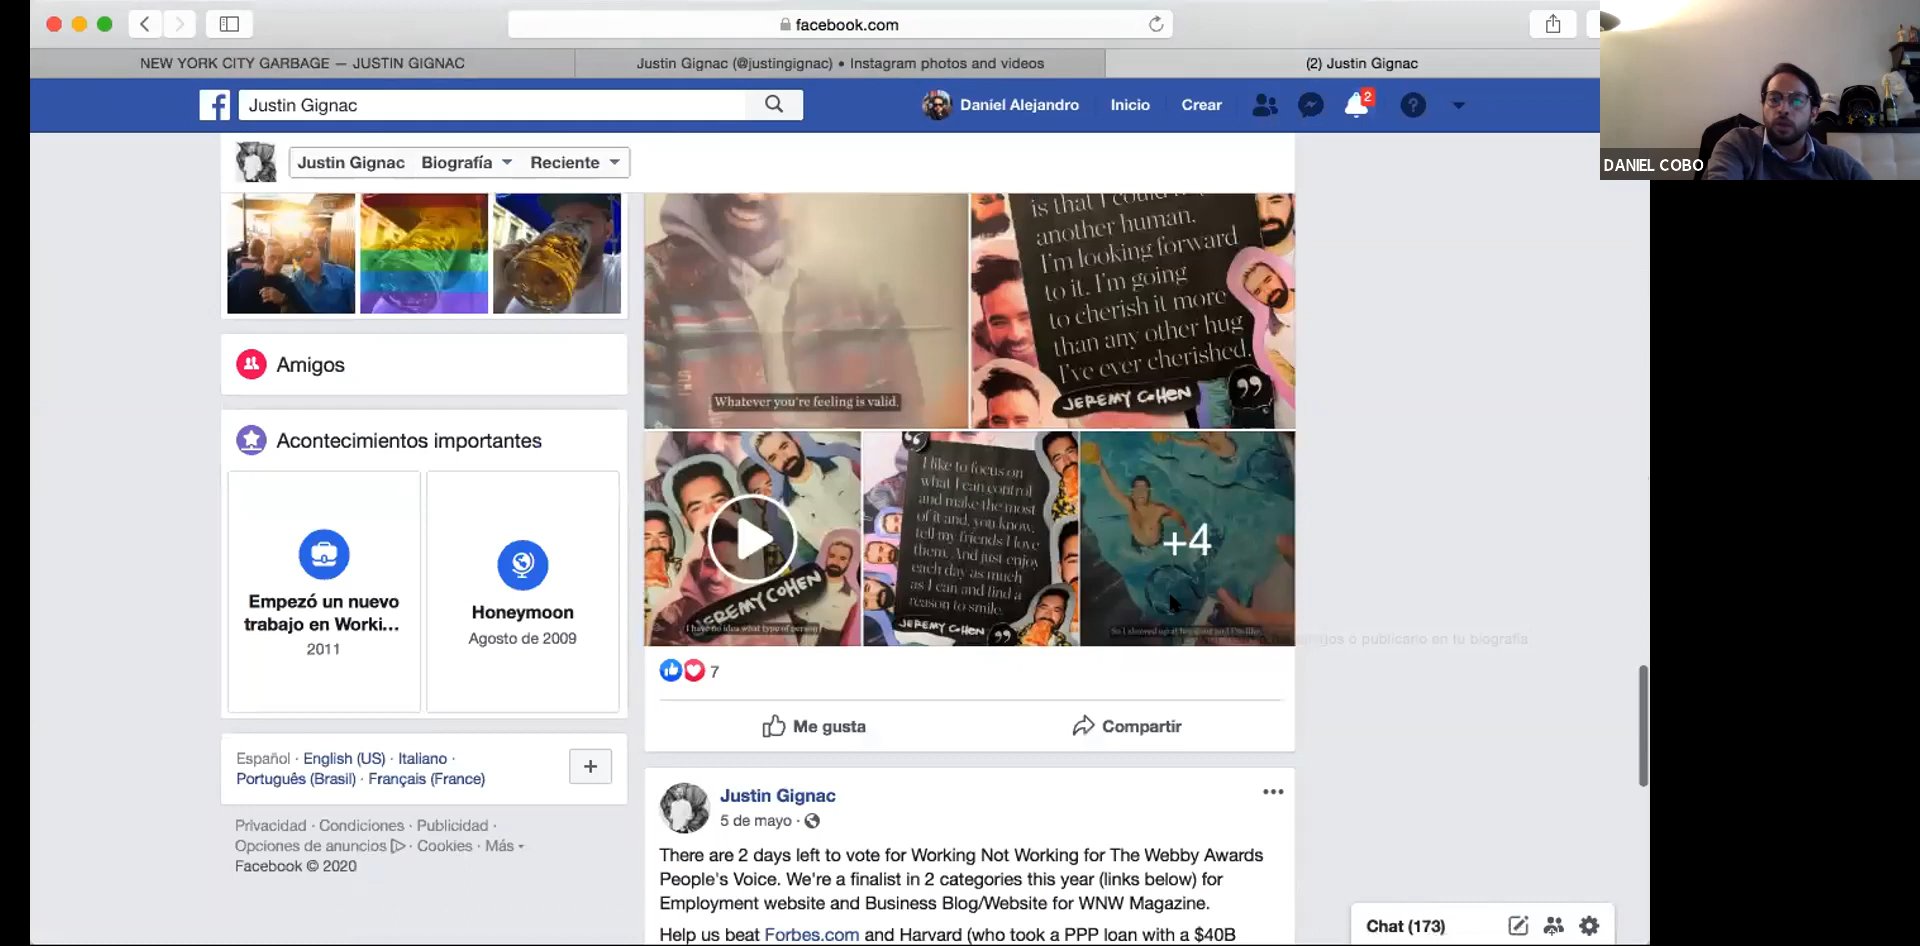 facebook.com
NEW YORK CITY GARBAGE — JUSTIN GIGNAC
Justin Gignac (@justingignac) • Instagram photos and videos
(2) Justin Gignac
Justin Gignac
Daniel Alejandro
Inicio
Crear
2
DANIEL COBO
Justin Gignac
Biografía
Reciente
another human.
I'm looking forward
to it. I'm going
to cherish it more
than any other hug
I've ever cherished.
JEREMY COHEN
Whatever you're feeling is valid.
Amigos
Acontecimientos importantes
Empezó un nuevo
trabajo en Worki...
2011
Honeymoon
Agosto de 2009
JEREMY COHEN
I have no idea what type of person
I like to focus on
what I can control
and make the most
of it and, you know,
tell my friends I love
them. And just enjoy
each day as much
as I can and find a
reason to smile.
JEREMY COHEN
+4
amigos o publicarlo en tu biografía
7
Me gusta
Compartir
Español · English (US) · Italiano ·
Português (Brasil) · Français (France)
+
Privacidad · Condiciones · Publicidad ·
Opciones de anuncios · Cookies · Más
Facebook © 2020
Justin Gignac
5 de mayo ·
There are 2 days left to vote for Working Not Working for The Webby Awards
People's Voice. We're a finalist in 2 categories this year (links below) for
Employment website and Business Blog/Website for WNW Magazine.
Help us beat Forbes.com and Harvard (who took a PPP loan with a $40B
Chat (173)